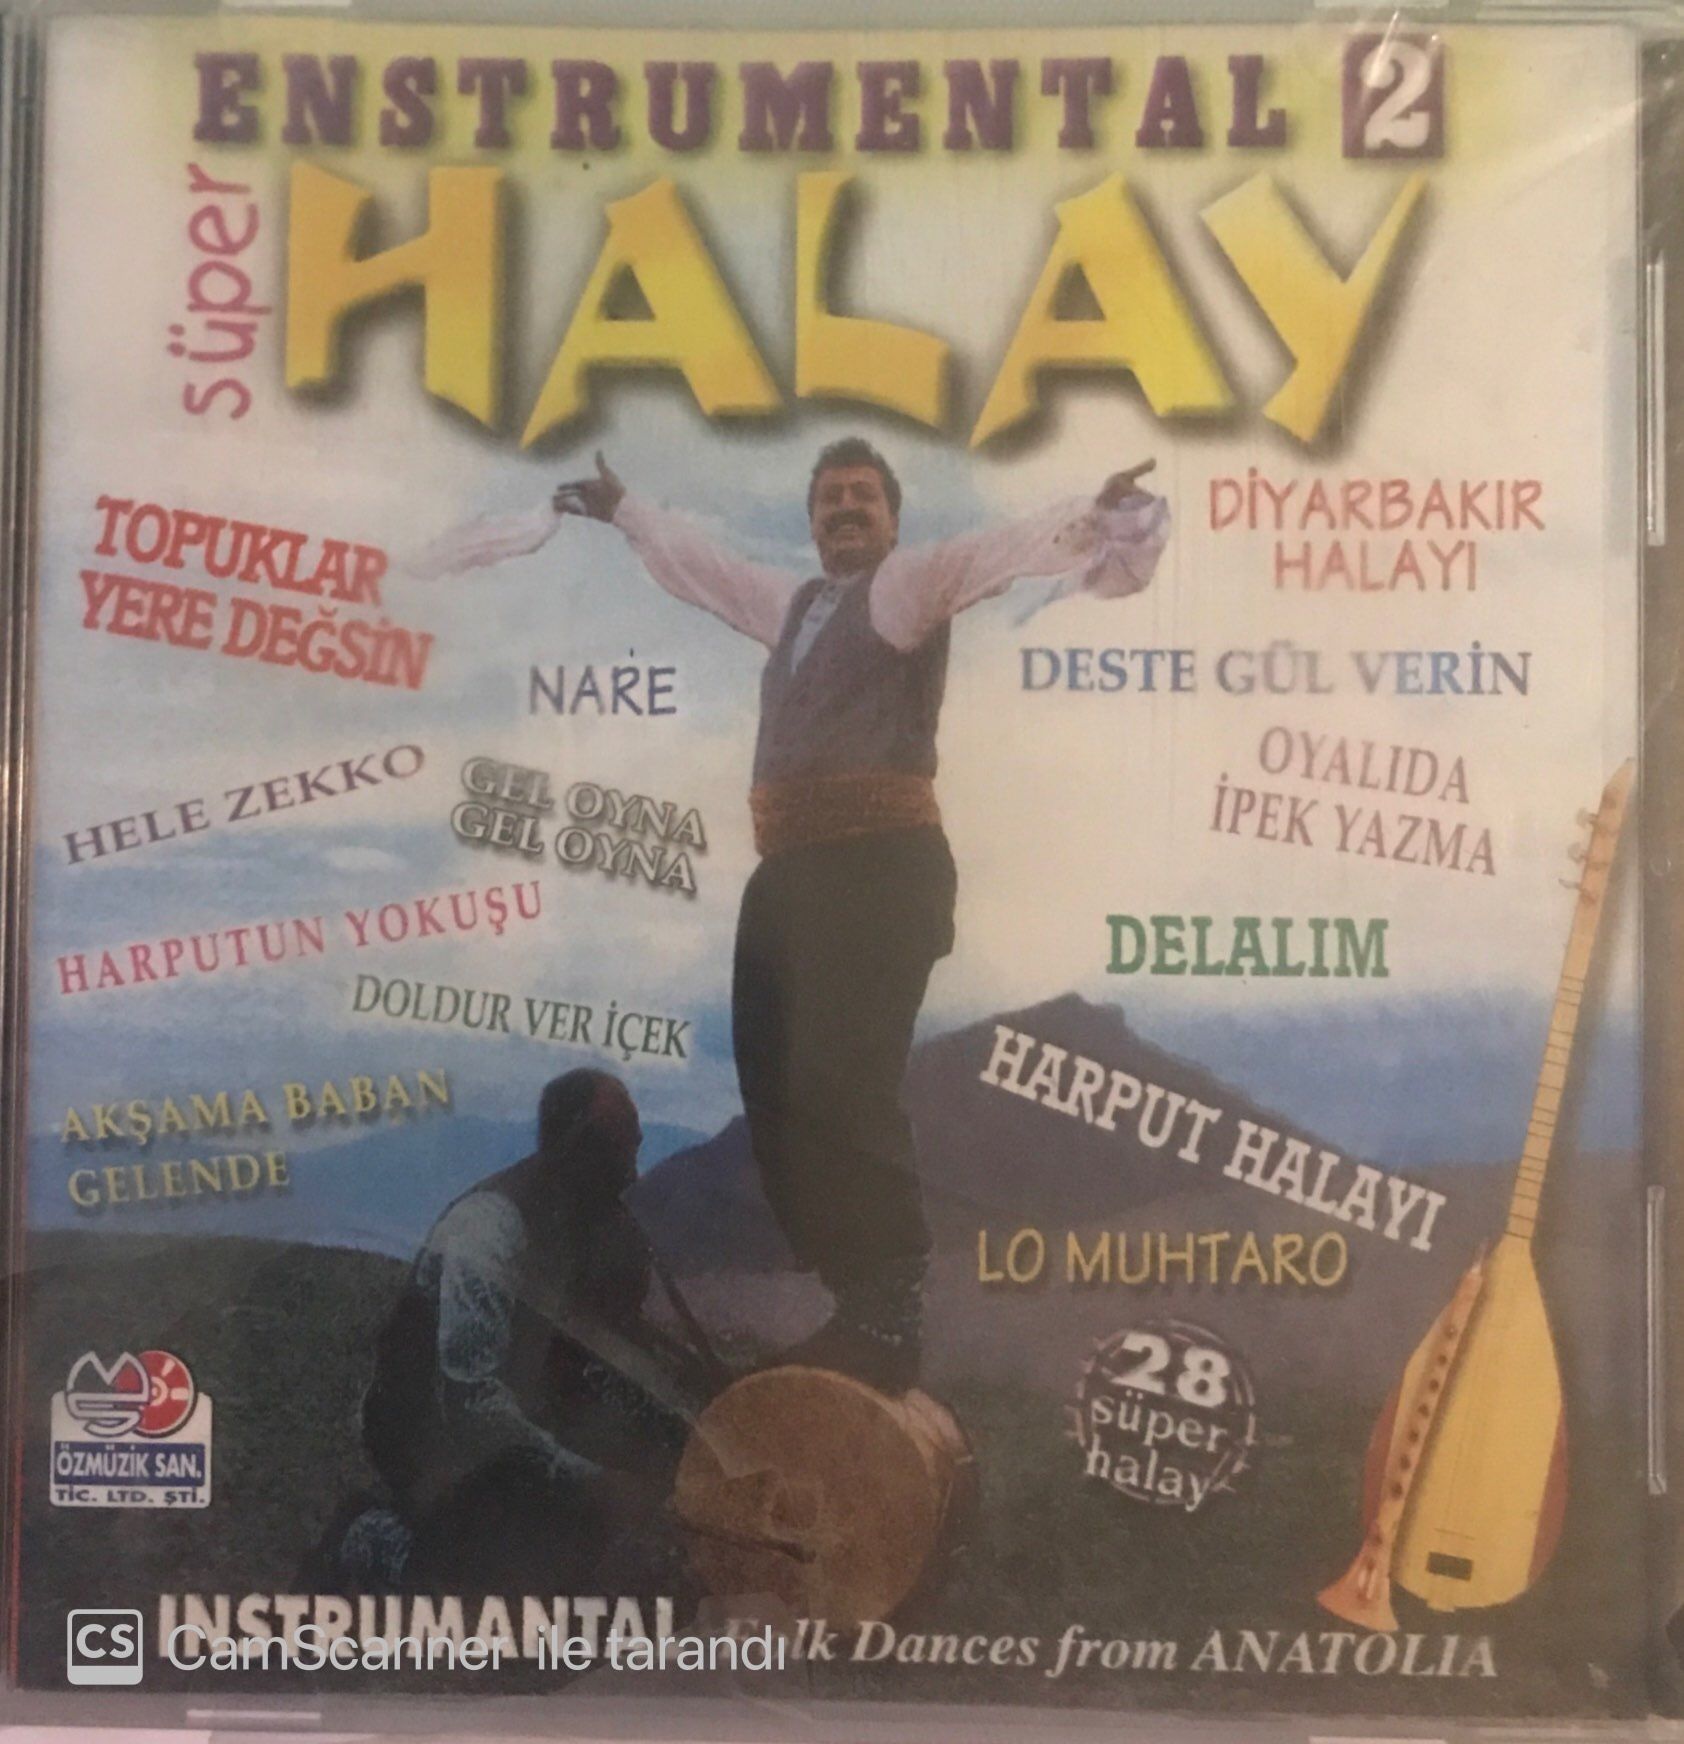 ENSTRUMENTAL 2
süper
HALAY
TOPUKLAR
YERE DEĞSİN
DİYARBAKIR
HALAYI
NARE
DESTE GÜL VERİN
HELE ZEKKO
GEL OYNA
GEL OYNA
OYALIDA
İPEK YAZMA
HARPUTUN YOKUŞU
DELALIM
DOLDUR VER İÇEK
AKŞAMA BABAN
GELENDE
HARPUT HALAYI
LO MUHTARO
28
süper
halay
ÖZMÜZİK SAN.
TİC. LTD. ŞTİ.
INSTRUMANTAL Folk Dances from ANATOLIA
CS CamScanner ile tarandı